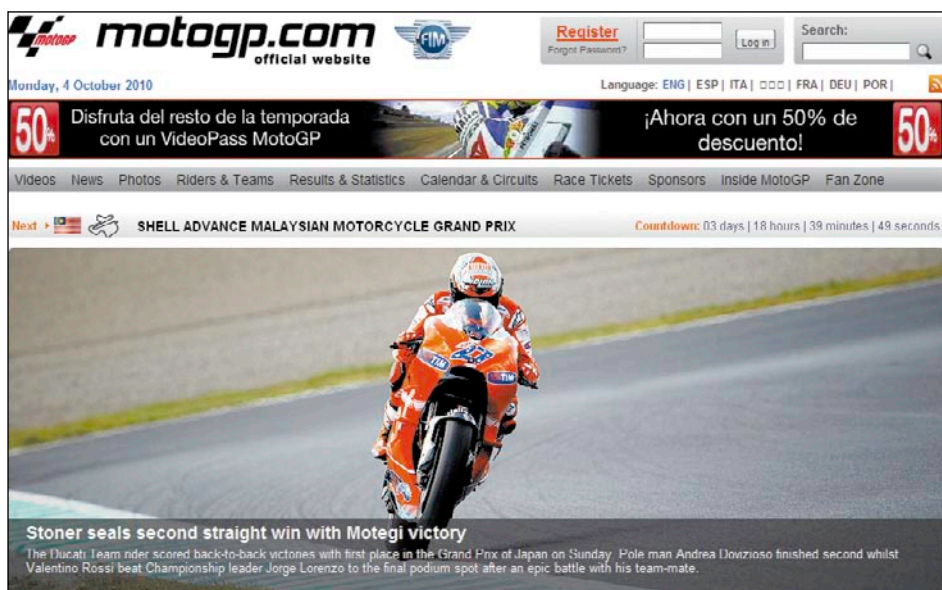 motogp
motogp.com
official website
FIM
Register
Forgot Password?
Log in
Search:
Monday, 4 October 2010
Language: ENG | ESP | ITA | □□□ | FRA | DEU | POR |
50%
Disfruta del resto de la temporada
con un VideoPass MotoGP
¡Ahora con un 50% de
descuento!
50%
Videos News Photos Riders & Teams Results & Statistics Calendar & Circuits Race Tickets Sponsors Inside MotoGP Fan Zone
Next
SHELL ADVANCE MALAYSIAN MOTORCYCLE GRAND PRIX
Countdown: 03 days | 18 hours | 39 minutes | 49 seconds
TIM
27
TIM
Stoner seals second straight win with Motegi victory
The Ducati Team rider scored back-to-back victories with first place in the Grand Prix of Japan on Sunday. Pole man Andrea Dovizioso finished second whilst
Valentino Rossi beat Championship leader Jorge Lorenzo to the final podium spot after an epic battle with his team-mate.